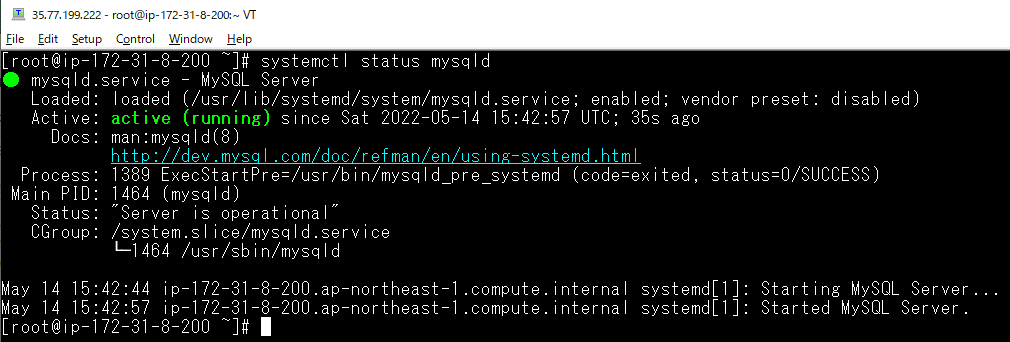 35.77.199.222 - root@ip-172-31-8-200:~ VT
File Edit Setup Control Window Help
[root@ip-172-31-8-200 ~]# systemctl status mysqld
● mysqld.service - MySQL Server
Loaded: loaded (/usr/lib/systemd/system/mysqld.service; enabled; vendor preset: disabled)
Active: active (running) since Sat 2022-05-14 15:42:57 UTC; 35s ago
Docs: man:mysqld(8)
http://dev.mysql.com/doc/refman/en/using-systemd.html
Process: 1389 ExecStartPre=/usr/bin/mysqld_pre_systemd (code=exited, status=0/SUCCESS)
Main PID: 1464 (mysqld)
Status: "Server is operational"
CGroup: /system.slice/mysqld.service
└─1464 /usr/sbin/mysqld
May 14 15:42:44 ip-172-31-8-200.ap-northeast-1.compute.internal systemd[1]: Starting MySQL Server...
May 14 15:42:57 ip-172-31-8-200.ap-northeast-1.compute.internal systemd[1]: Started MySQL Server.
[root@ip-172-31-8-200 ~]#